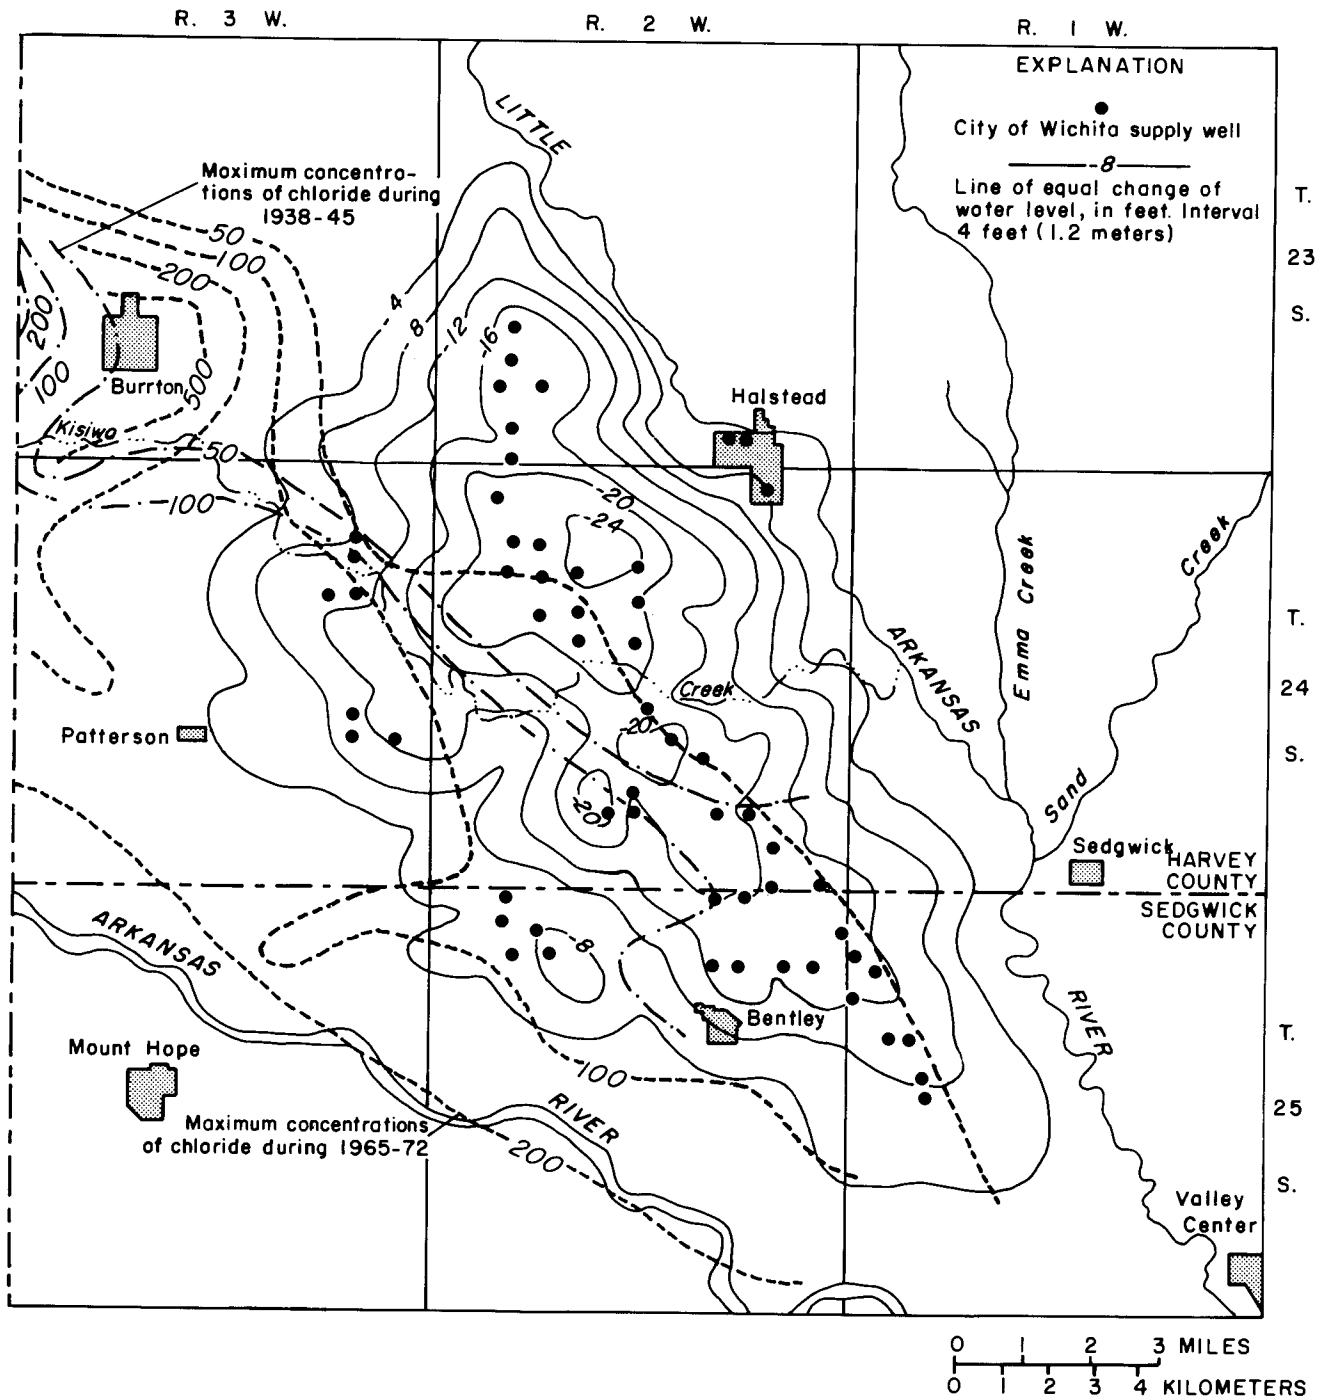 R. 3 W.
R. 2 W.
R. 1 W.
EXPLANATION
City of Wichita supply well
-8
Line of equal change of
water level, in feet. Interval
4 feet (1.2 meters)
T.
23
S.
LITTLE
Maximum concentra-
tions of chloride during
1938-45
50
100
200
4
8
-12
-16
200
100
500
Burrton
Halstead
Kisiwa
50
100
-20
-24
Emma Creek
Creek
T.
24
S.
ARKANSAS
Creek
Patterson
-20
-20
Sand
Sedgwick
HARVEY
COUNTY
SEDGWICK
COUNTY
ARKANSAS
-8
RIVER
Bentley
T.
25
S.
Mount Hope
100
RIVER
Maximum concentrations
of chloride during 1965-72
200
Valley
Center
0 1 2 3 MILES
0 1 2 3 4 KILOMETERS